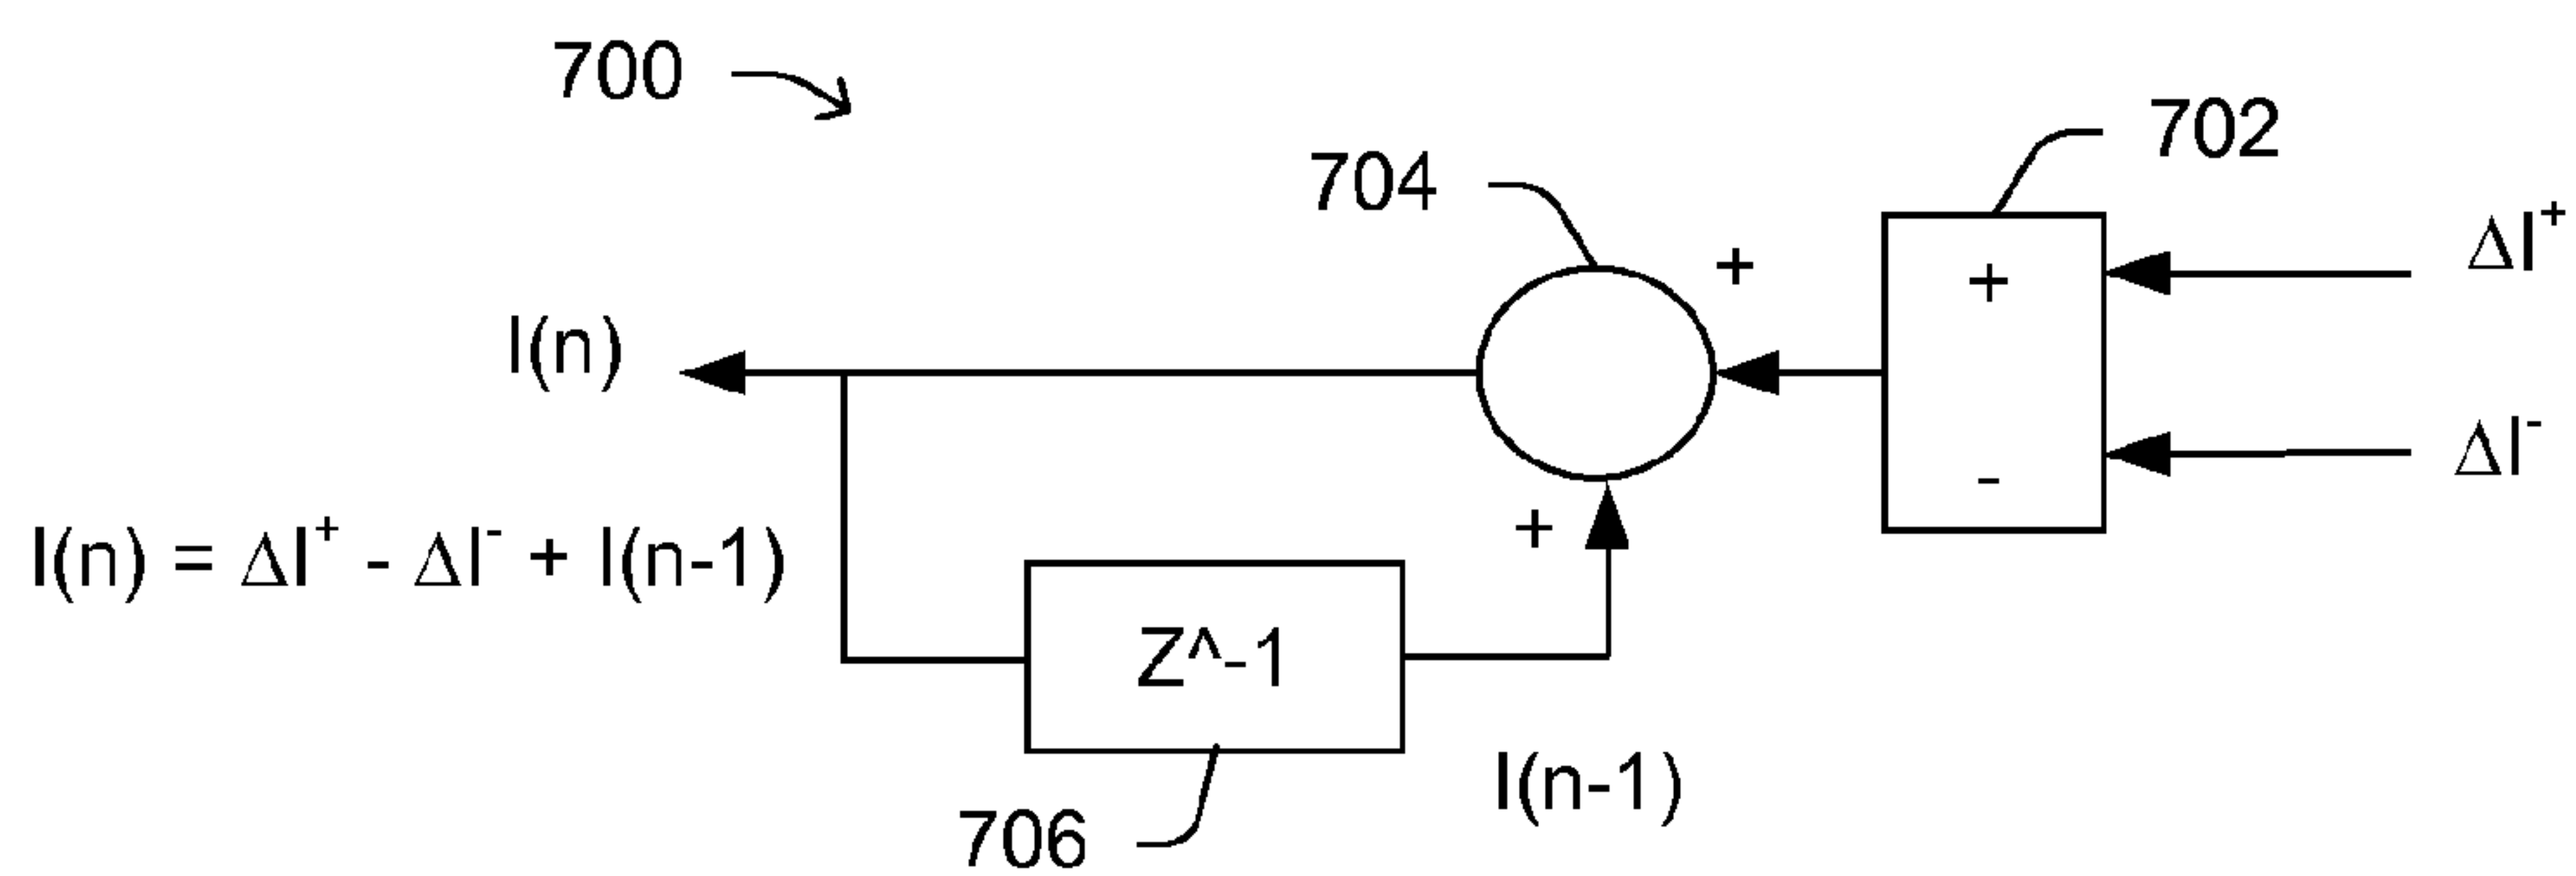 700
702
704
ΔI⁺
+
+
I(n)
ΔI⁻
-
+
I(n) = ΔI⁺ - ΔI⁻ + I(n-1)
Z^-1
I(n-1)
706